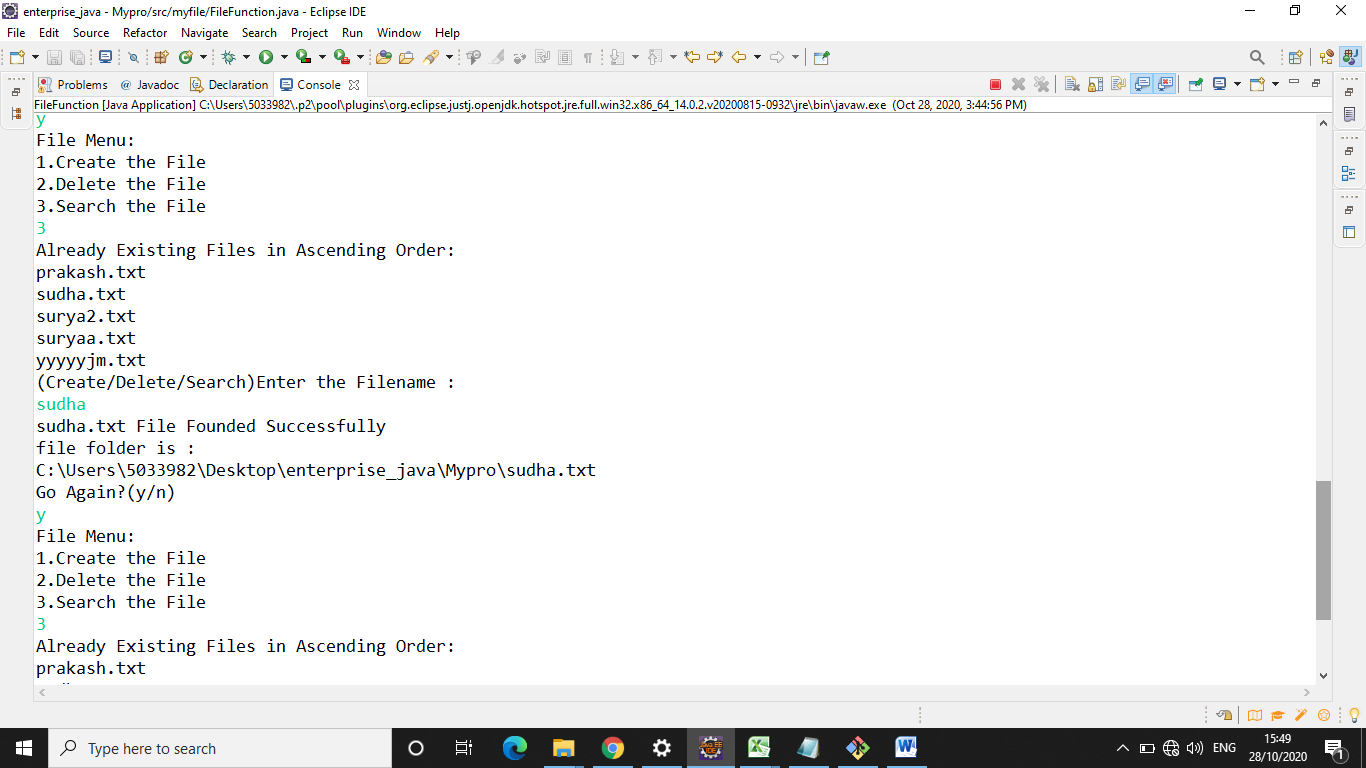 enterprise_java - Mypro/src/myfile/FileFunction.java - Eclipse IDE
File Edit Source Refactor Navigate Search Project Run Window Help
Problems @ Javadoc Declaration Console
FileFunction [Java Application] C:\Users\5033982\.p2\pool\plugins\org.eclipse.justj.openjdk.hotspot.jre.full.win32.x86_64_14.0.2.v20200815-0932\jre\bin\javaw.exe (Oct 28, 2020, 3:44:56 PM)
y
File Menu:
1.Create the File
2.Delete the File
3.Search the File
3
Already Existing Files in Ascending Order:
prakash.txt
sudha.txt
surya2.txt
suryaa.txt
yyyyyjm.txt
(Create/Delete/Search)Enter the Filename :
sudha
sudha.txt File Founded Successfully
file folder is :
C:\Users\5033982\Desktop\enterprise_java\Mypro\sudha.txt
Go Again?(y/n)
y
File Menu:
1.Create the File
2.Delete the File
3.Search the File
3
Already Existing Files in Ascending Order:
prakash.txt
Type here to search
ENG
15:49
28/10/2020
1